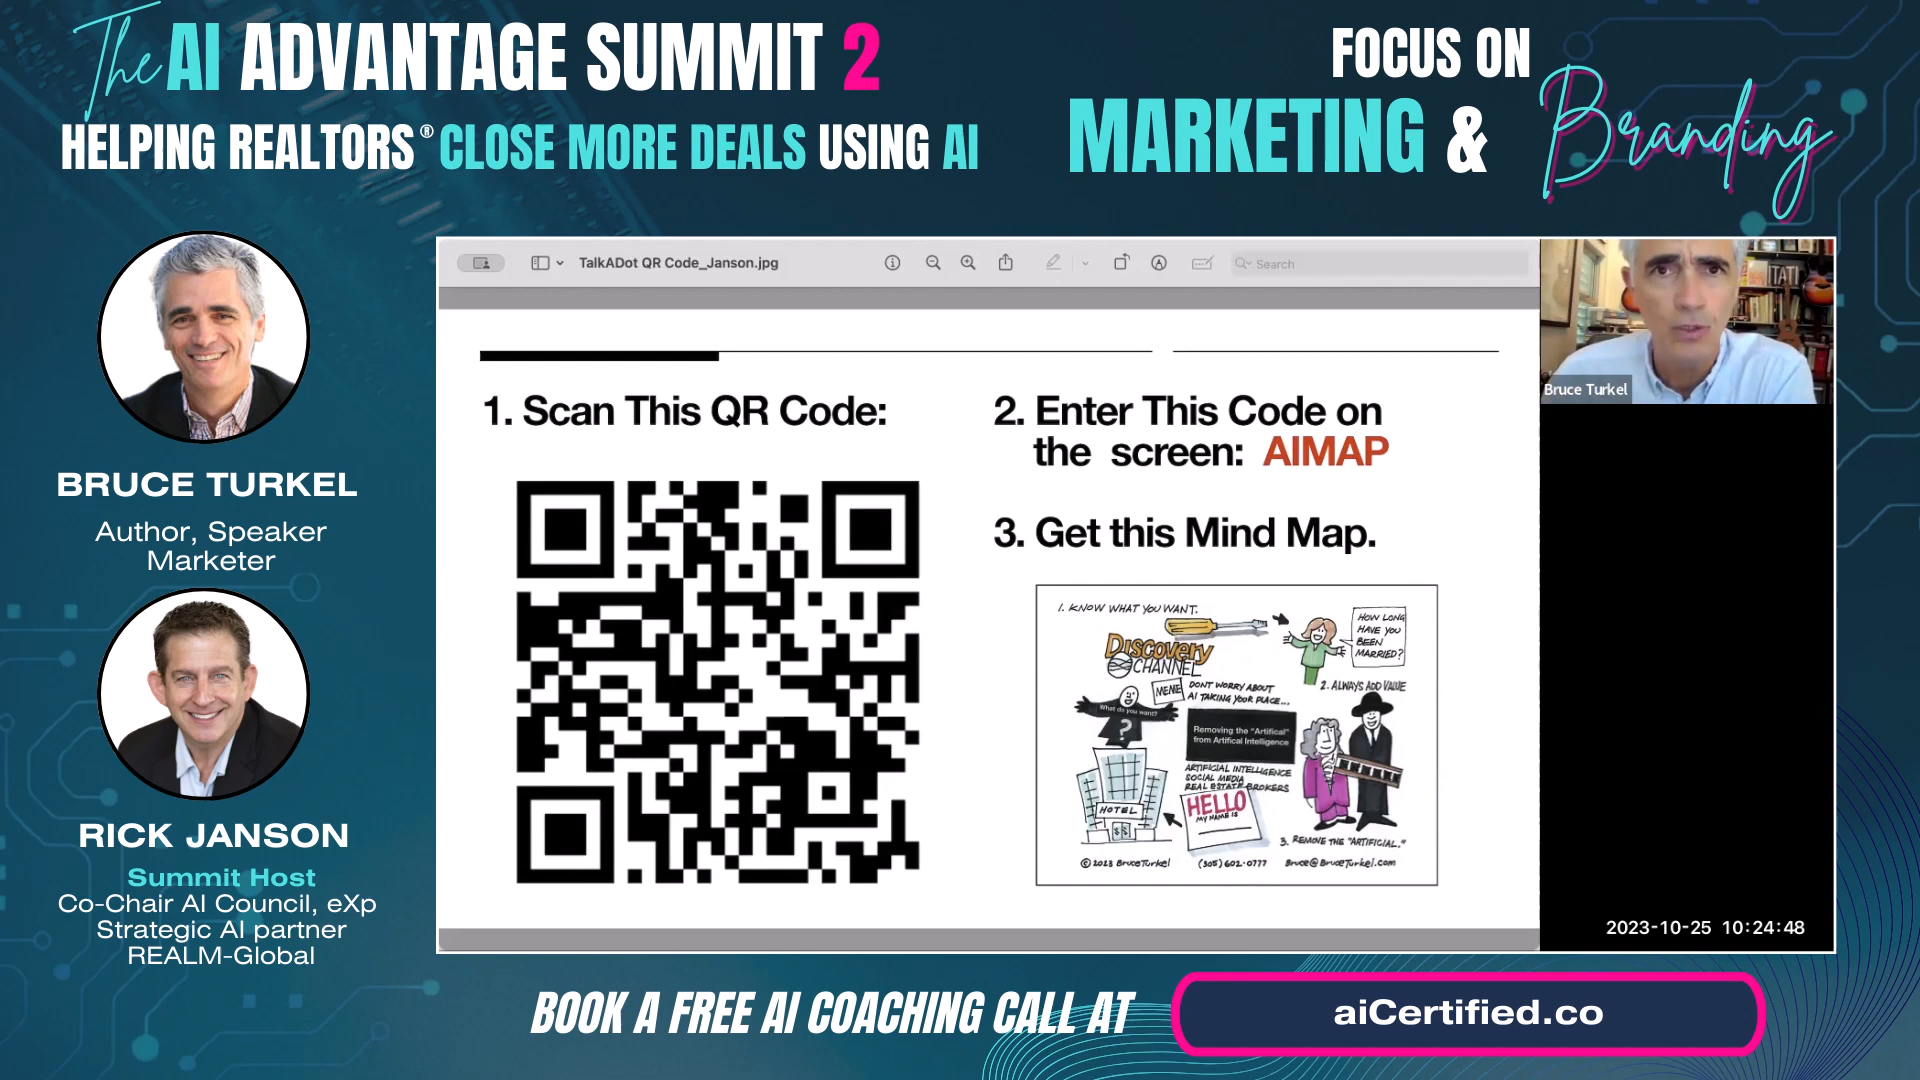 The AI ADVANTAGE SUMMIT 2
HELPING REALTORS® CLOSE MORE DEALS USING AI
FOCUS ON
MARKETING & Branding
BRUCE TURKEL
Author, Speaker
Marketer
RICK JANSON
Summit Host
Co-Chair AI Council, eXp
Strategic AI partner
REALM-Global
TalkADot QR Code_Janson.jpg
Search
1. Scan This QR Code:
2. Enter This Code on
the screen: AIMAP
3. Get this Mind Map.
1. KNOW WHAT YOU WANT.
DISCOVERY
CHANNEL
HOW LONG
HAVE YOU
BEEN
MARRIED?
2. ALWAYS ADD VALUE
MEME
DONT WORRY ABOUT
AI TAKING YOUR PLACE...
What do you want?
?
Removing the "Artifical"
from Artifical Intelligence
ARTIFICIAL INTELLIGENCE
SOCIAL MEDIA
REAL ESTATE BROKERS
HOTEL
$$
HELLO
MY NAME IS
3. REMOVE THE "ARTIFICIAL."
© 2023 BruceTurkel (305) 602-0777 Bruce@BruceTurkel.com
TATI
Bruce Turkel
2023-10-25 10:24:48
BOOK A FREE AI COACHING CALL AT
aiCertified.co